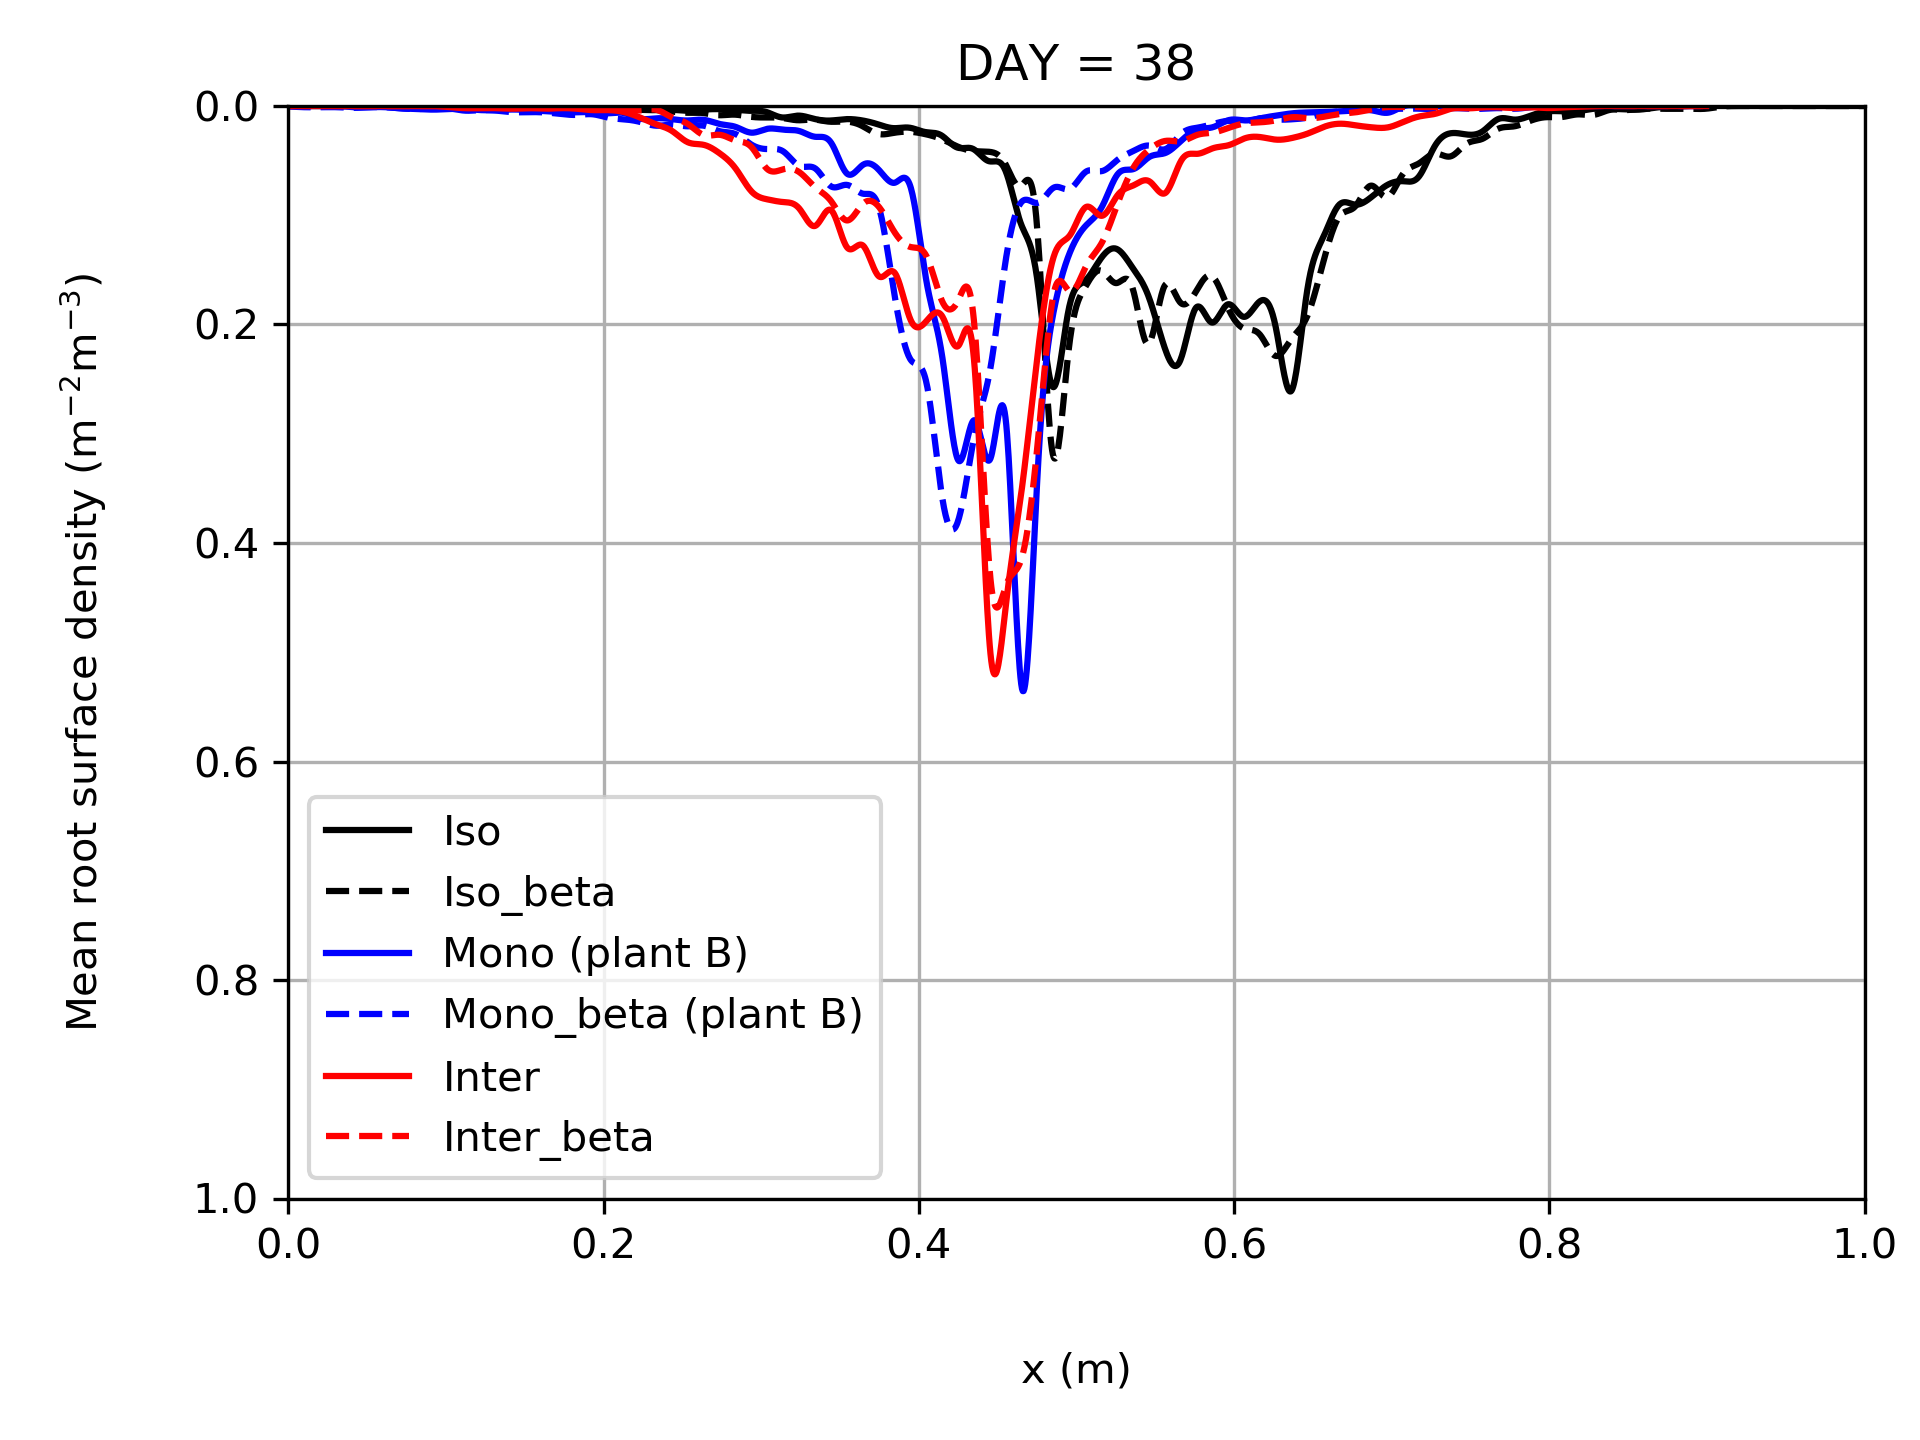 DAY = 38
0.0
0.2
0.4
0.6
0.8
1.0
Mean root surface density (m⁻²m⁻³)
Iso
Iso_beta
Mono (plant B)
Mono_beta (plant B)
Inter
Inter_beta
0.0 0.2 0.4 0.6 0.8 1.0
x (m)